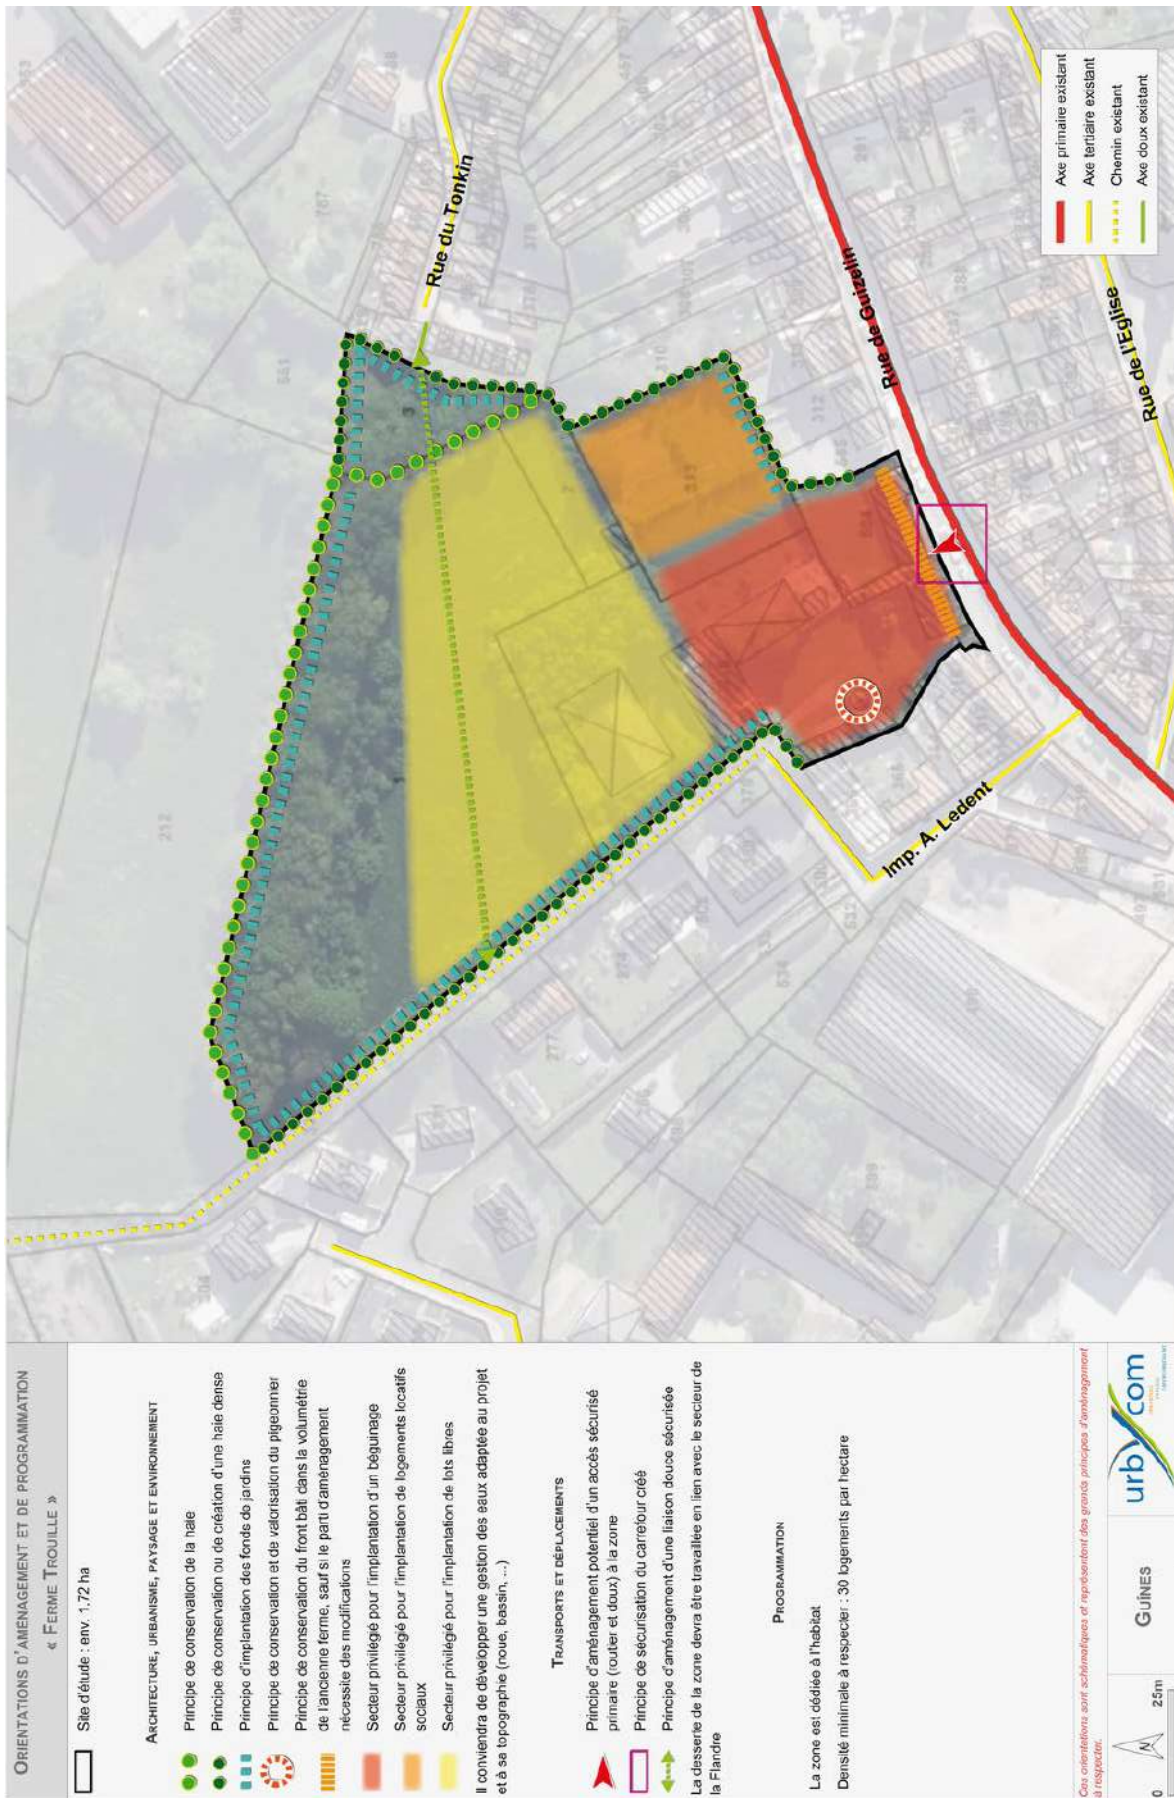 ORIENTATIONS D'AMÉNAGEMENT ET DE PROGRAMMATION
« FERME TROUILLE »
Site d'étude : env. 1.72 ha
ARCHITECTURE, URBANISME, PAYSAGE ET ENVIRONNEMENT
Principe de conservation de la haie
Principe de conservation ou de création d'une haie dense
Principe d'implantation des fonds de jardins
Principe de conservation et de valorisation du pigeonnier
Principe de conservation du front bâti dans la volumétrie
de l'ancienne ferme, sauf si le parti d'aménagement
nécessite des modifications
Secteur privilégié pour l'implantation d'un béguinage
Secteur privilégié pour l'implantation de logements locatifs
sociaux
Secteur privilégié pour l'implantation de lots libres
Il conviendra de développer une gestion des eaux adaptée au projet
et à sa topographie (noue, bassin, ...)
TRANSPORTS ET DÉPLACEMENTS
Principe d'aménagement potentiel d'un accès sécurisé
primaire (routier et doux) à la zone
Principe de sécurisation du carrefour créé
Principe d'aménagement d'une liaison douce sécurisée
La desserte de la zone devra être travaillée en lien avec le secteur de
la Flandre
PROGRAMMATION
La zone est dédiée à l'habitat
Densité minimale à respecter : 30 logements par hectare
Ces orientations sont schématiques et représentent des grands principes d'aménagement
à respecter.
N
0 25m
GUÎNES
urbycom
Rue du Tonkin
Rue de Guizelin
Rue de l'Eglise
Imp. A. Ledent
252
277
Axe primaire existant
Axe tertiaire existant
Chemin existant
Axe doux existant